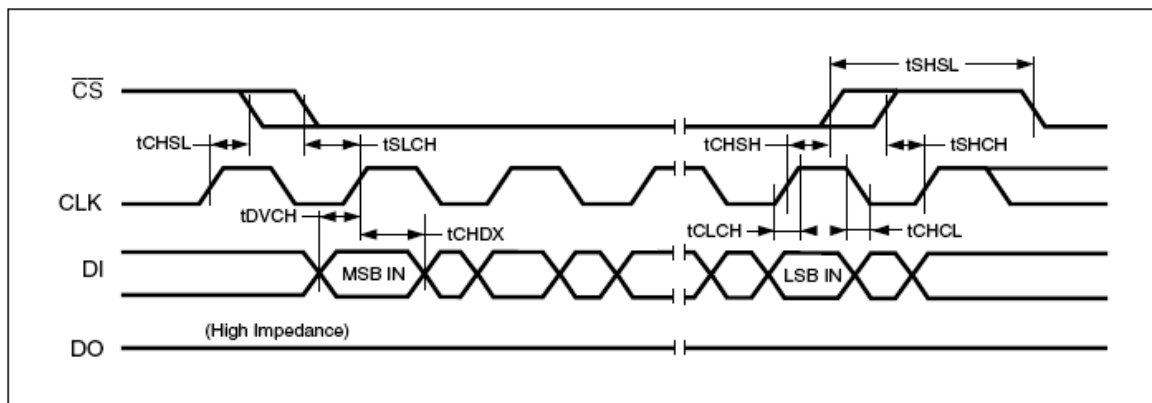 tSHSL
CS
tCHSL
tSLCH
tCHSH
tSHCH
CLK
tDVCH
tCHDX
tCLCH
tCHCL
DI
MSB IN
LSB IN
(High Impedance)
DO